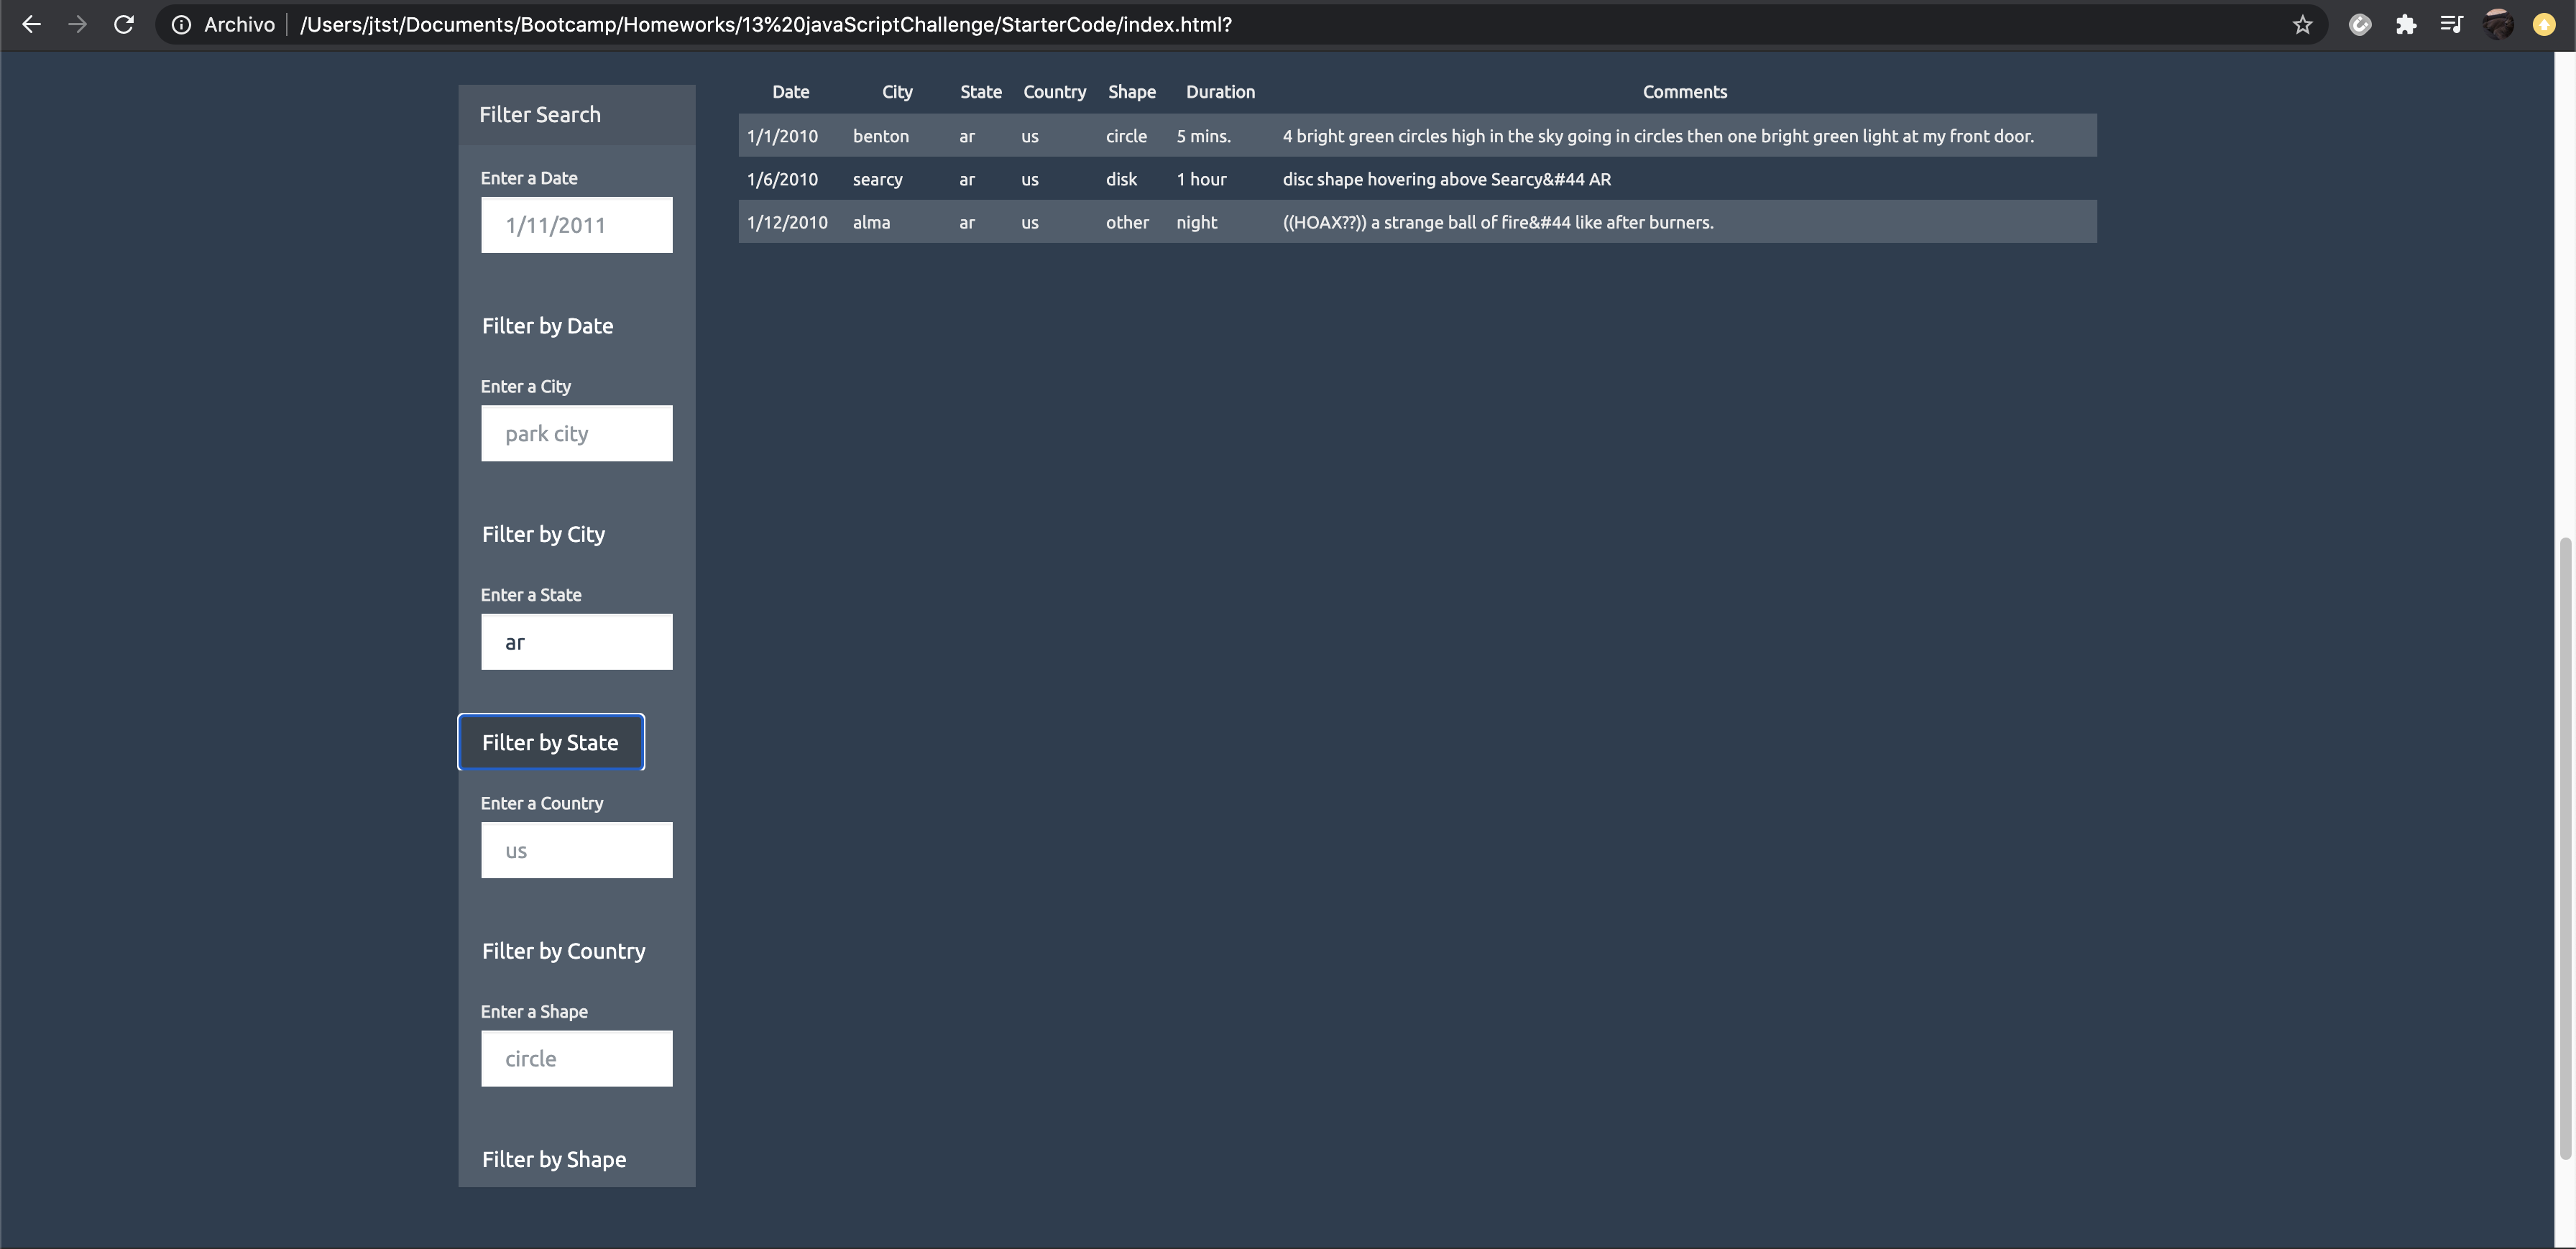 Archivo /Users/jtst/Documents/Bootcamp/Homeworks/13%20javaScriptChallenge/StarterCode/index.html?
Filter Search
Enter a Date
1/11/2011
Filter by Date
Enter a City
park city
Filter by City
Enter a State
ar
Filter by State
Enter a Country
us
Filter by Country
Enter a Shape
circle
Filter by Shape
Date City State Country Shape Duration Comments
1/1/2010 benton ar us circle 5 mins. 4 bright green circles high in the sky going in circles then one bright green light at my front door.
1/6/2010 searcy ar us disk 1 hour disc shape hovering above Searcy&#44 AR
1/12/2010 alma ar us other night ((HOAX??)) a strange ball of fire&#44 like after burners.